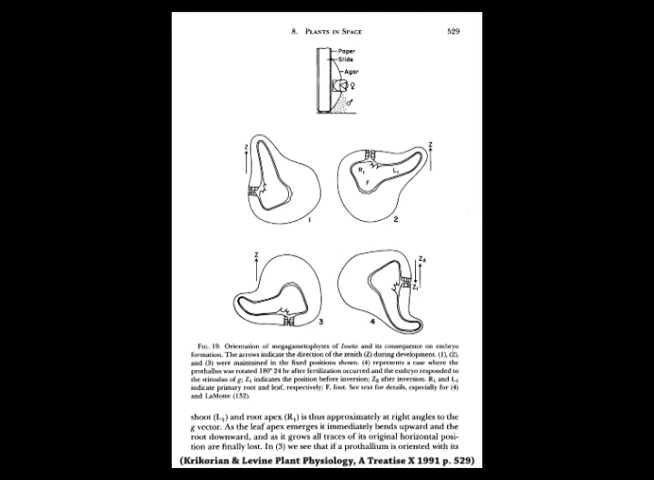 8. PLANTS IN SPACE 529
Paper
Slide
Agar
♀
♂
Z
1
Z
R1
L1
F
2
Z
3
Z2
Z1
4
FIG. 19. Orientation of megagametophytes of Isoetes and its consequence on embryo
formation. The arrows indicate the direction of the zenith (Z) during development. (1), (2),
and (3) were maintained in the fixed positions shown. (4) represents a case where the
prothallus was rotated 180° 24 hr after fertilization occurred and the embryo responded to
the stimulus of g; Z1 indicates the position before inversion; Z2 after inversion. R1 and L1
indicate primary root and leaf, respectively; F, foot. See text for details, especially for (4)
and LaMotte (132).
shoot (L1) and root apex (R1) is thus approximately at right angles to the
g vector. As the leaf apex emerges it immediately bends upward and the
root downward, and as it grows all traces of its original horizontal posi-
tion are finally lost. In (3) we see that if a prothallium is oriented with its
(Krikorian & Levine Plant Physiology, A Treatise X 1991 p. 529)